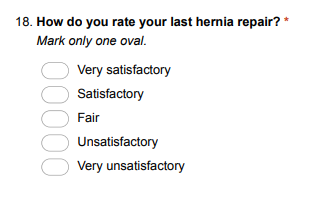 18. How do you rate your last hernia repair? *
Mark only one oval.
Very satisfactory
Satisfactory
Fair
Unsatisfactory
Very unsatisfactory